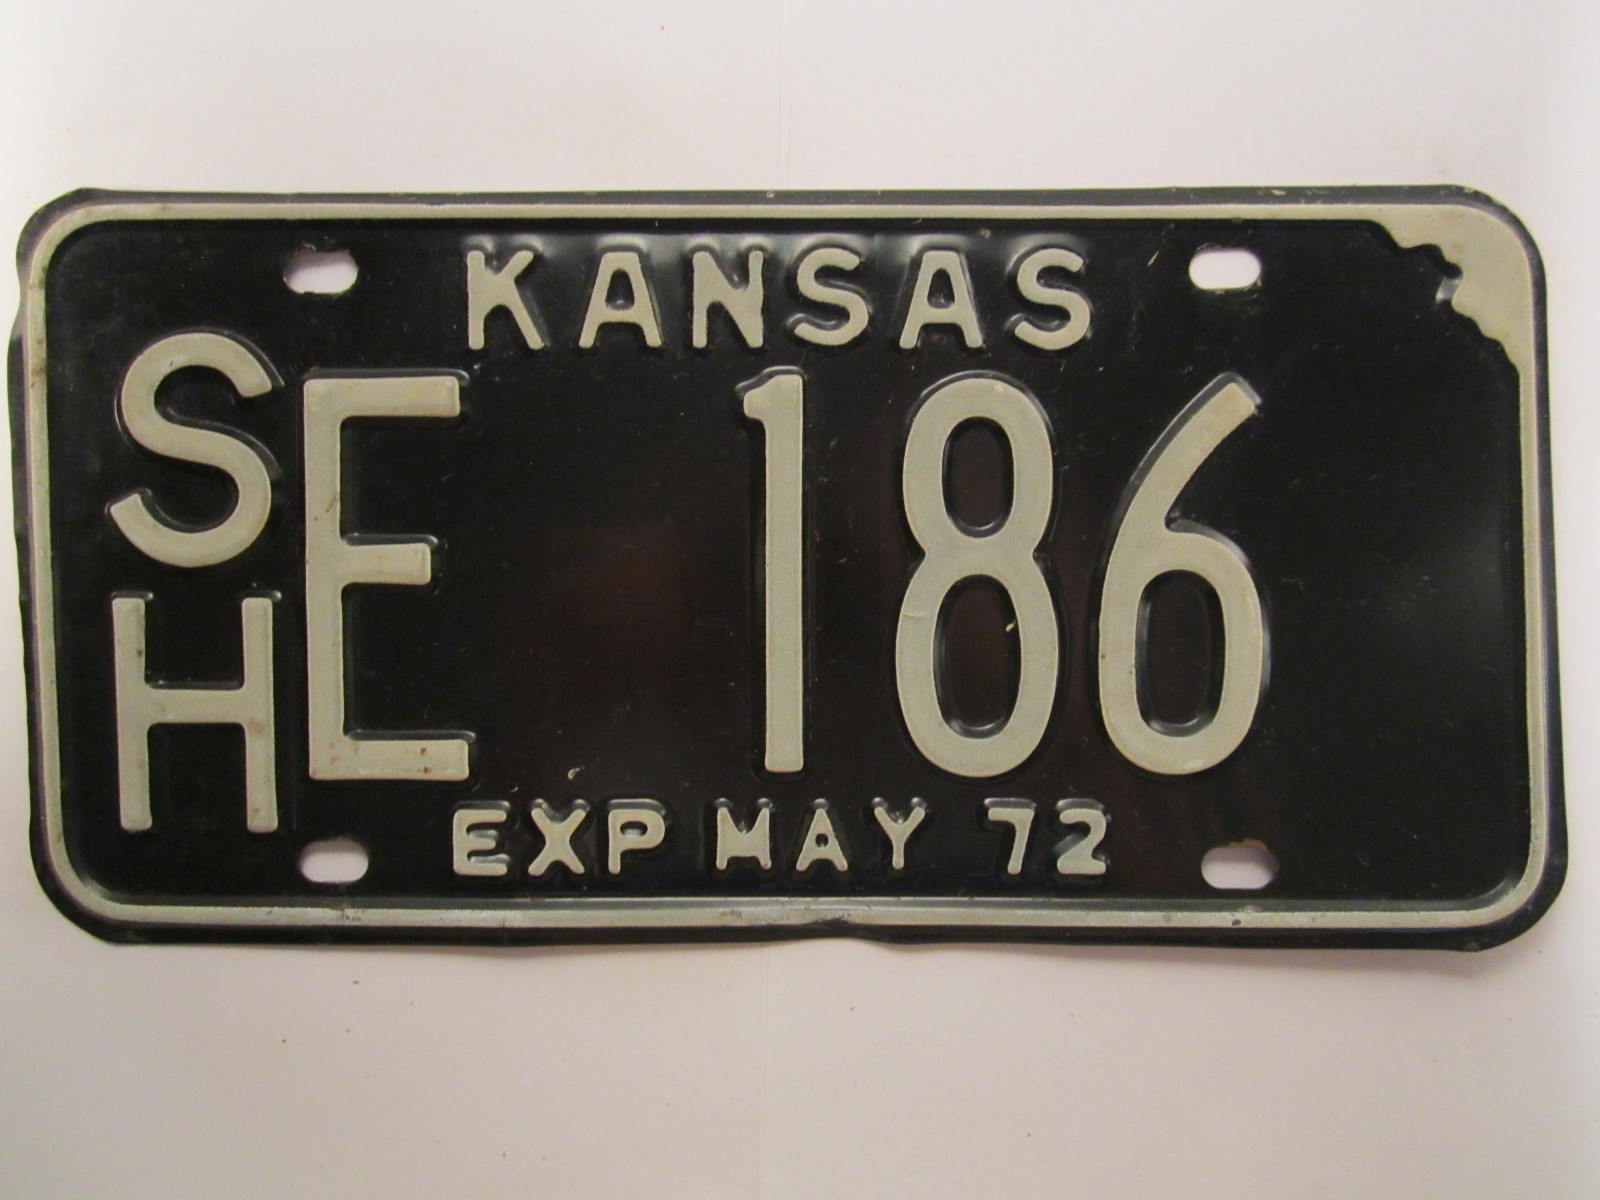 KANSAS
SH E 186
EXP MAY 72